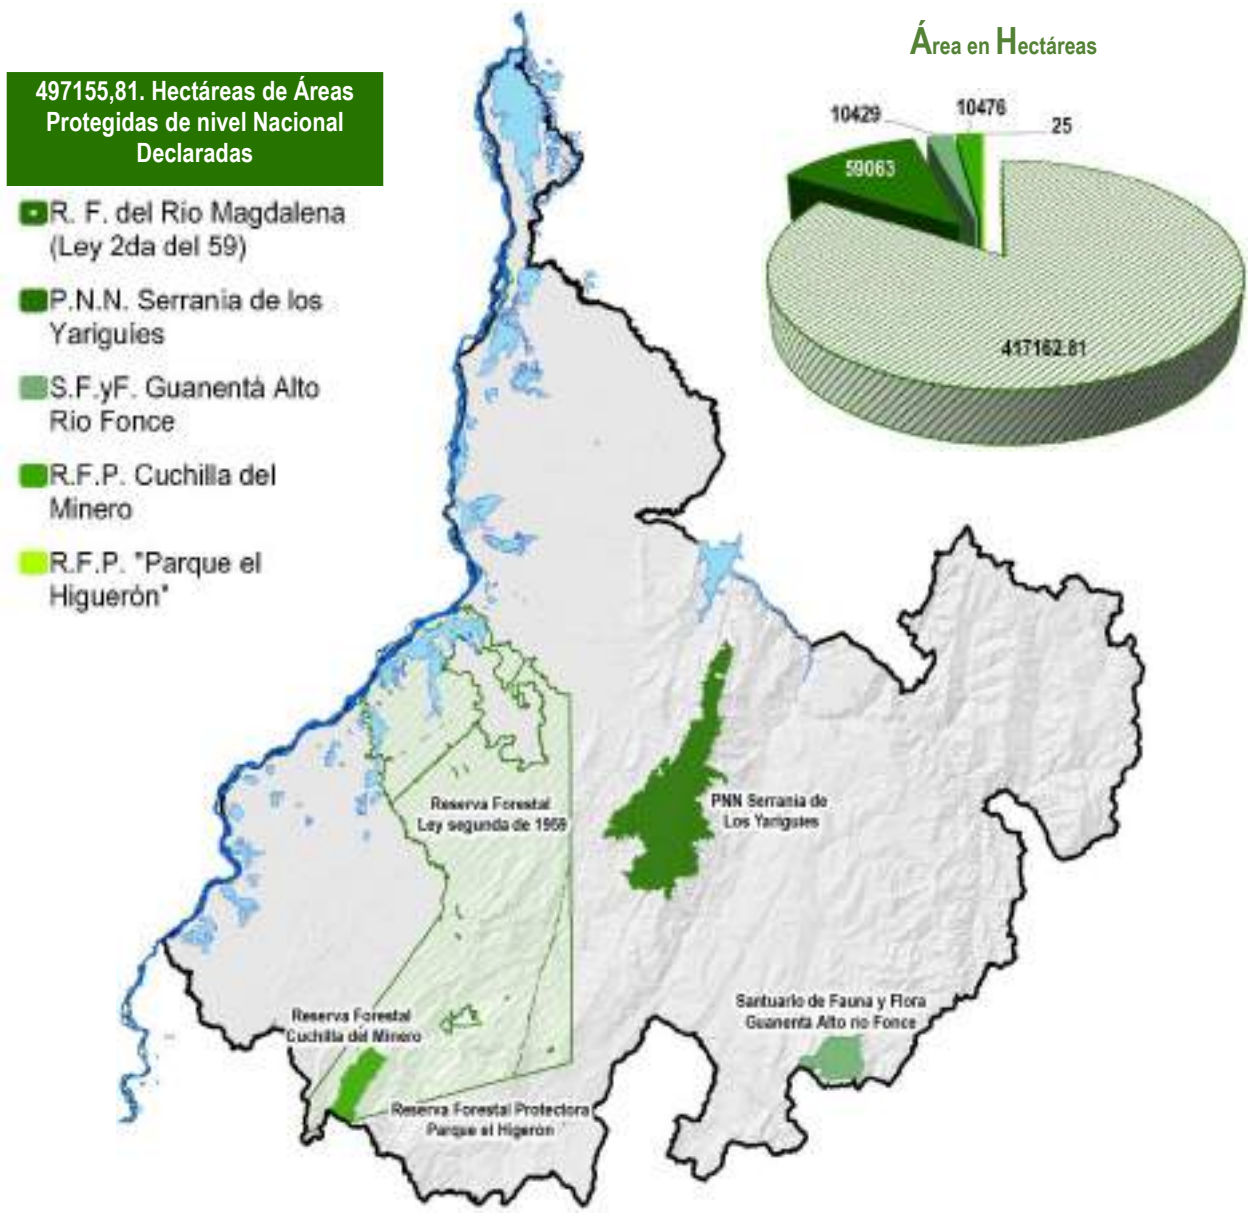 Área en Hectáreas
497155,81. Hectáreas de Áreas
Protegidas de nivel Nacional
Declaradas
10429
10476
25
59063
417162.81
R. F. del Rio Magdalena
(Ley 2da del 59)
P.N.N. Serrania de los
Yariguies
S.F.yF. Guanentá Alto
Rio Fonce
R.F.P. Cuchilla del
Minero
R.F.P. "Parque el
Higuerón"
Reserva Forestal
Ley segunda de 1959
PNN Serrania de
Los Yariguies
Santuario de Fauna y Flora
Guanenta Alto rio Fonce
Reserva Forestal
Cuchilla del Minero
Reserva Forestal Protectora
Parque el Higeron